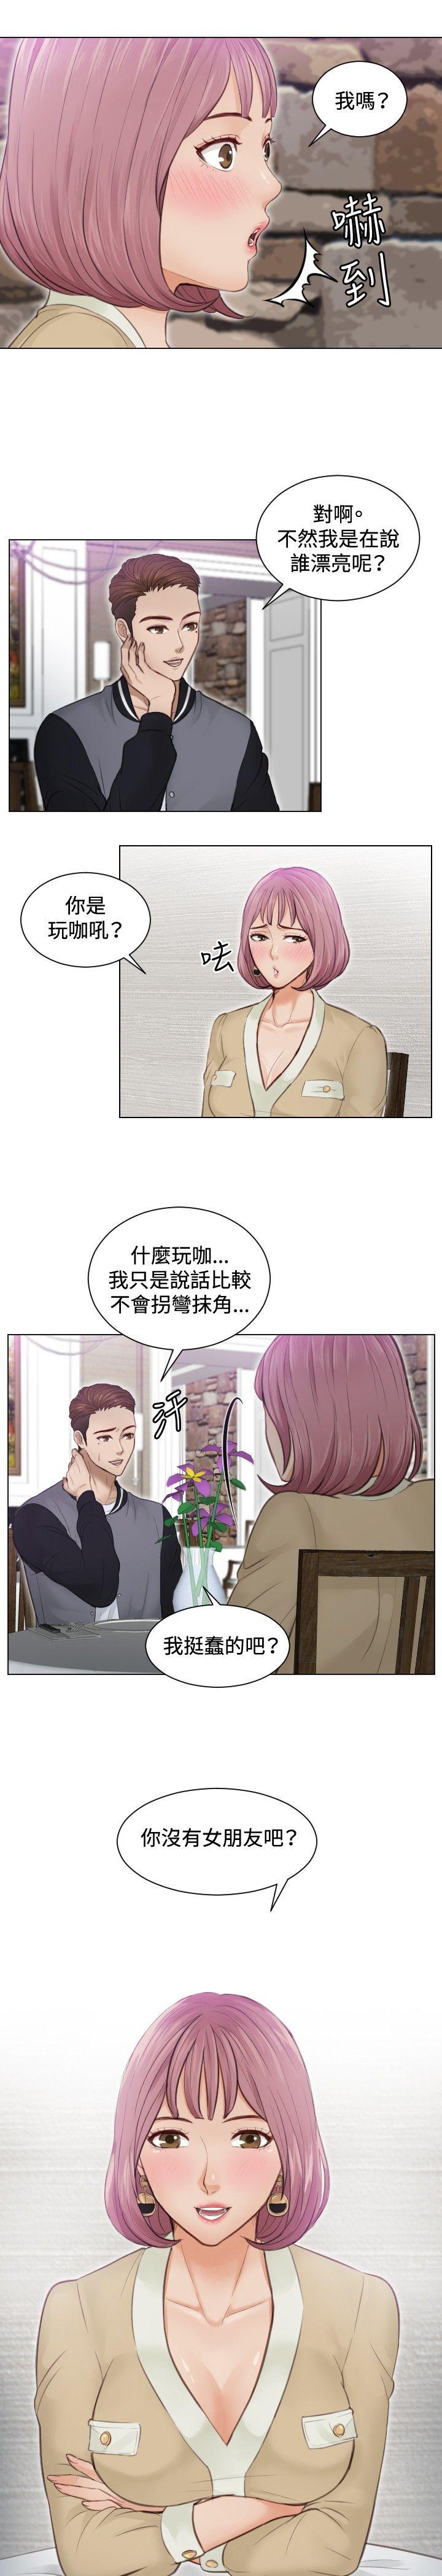 我嗎?
嚇
到
對啊。
不然我是在說
誰漂亮呢?
你是
玩咖吼?
呿
什麼玩咖...
我只是說話比較
不會拐彎抹角...
汗
我挺蠢的吧?
你沒有女朋友吧?